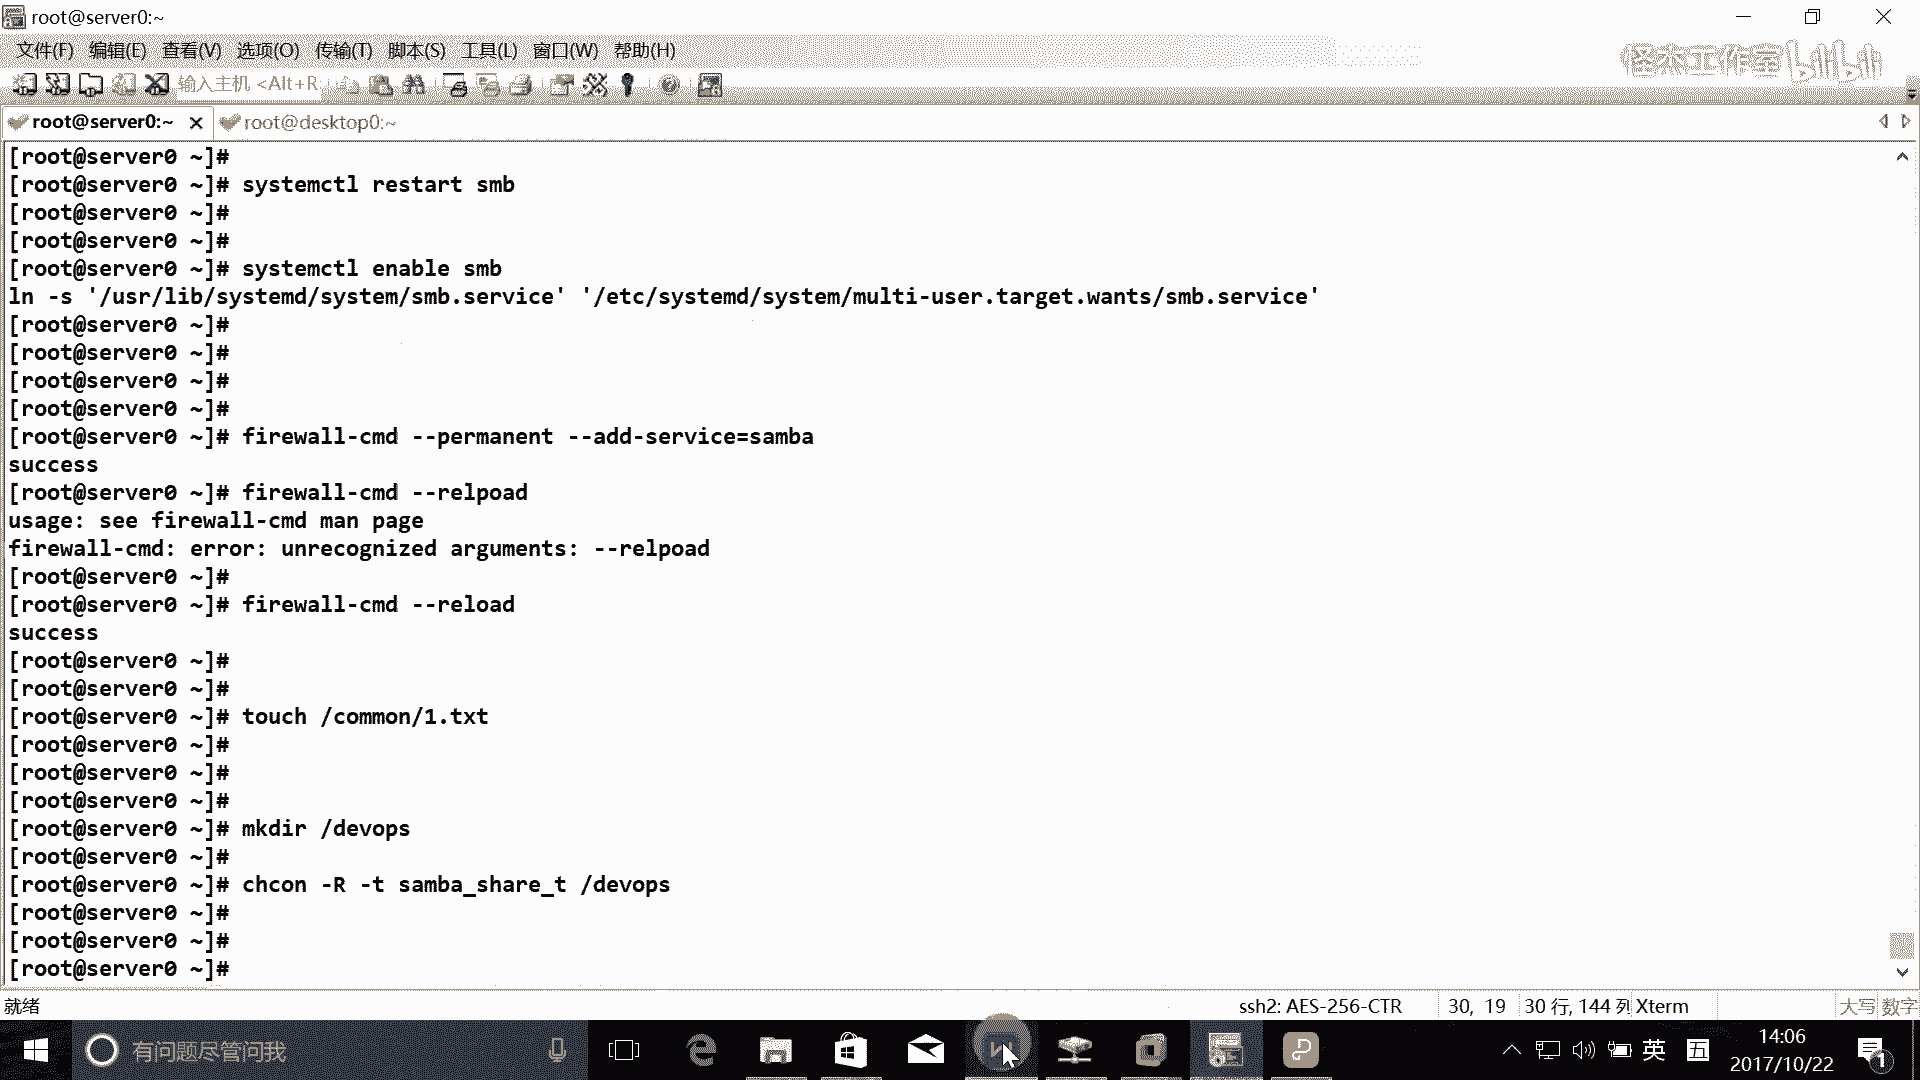 root@server0:~
文件(F) 编辑(E) 查看(V) 选项(O) 传输(T) 脚本(S) 工具(L) 窗口(W) 帮助(H)
怪杰工作室 bilibili
输入主机 <Alt+R
root@server0:~ root@desktop0:~
[root@server0 ~]#
[root@server0 ~]# systemctl restart smb
[root@server0 ~]#
[root@server0 ~]#
[root@server0 ~]# systemctl enable smb
ln -s '/usr/lib/systemd/system/smb.service' '/etc/systemd/system/multi-user.target.wants/smb.service'
[root@server0 ~]#
[root@server0 ~]#
[root@server0 ~]#
[root@server0 ~]#
[root@server0 ~]# firewall-cmd --permanent --add-service=samba
success
[root@server0 ~]# firewall-cmd --relpoad
usage: see firewall-cmd man page
firewall-cmd: error: unrecognized arguments: --relpoad
[root@server0 ~]#
[root@server0 ~]# firewall-cmd --reload
success
[root@server0 ~]#
[root@server0 ~]#
[root@server0 ~]# touch /common/1.txt
[root@server0 ~]#
[root@server0 ~]#
[root@server0 ~]#
[root@server0 ~]# mkdir /devops
[root@server0 ~]#
[root@server0 ~]# chcon -R -t samba_share_t /devops
[root@server0 ~]#
[root@server0 ~]#
[root@server0 ~]#
就绪 ssh2: AES-256-CTR 30, 19 30 行, 144 列 Xterm 大写 数字
有问题尽管问我 英 五 14:06
2017/10/22 1